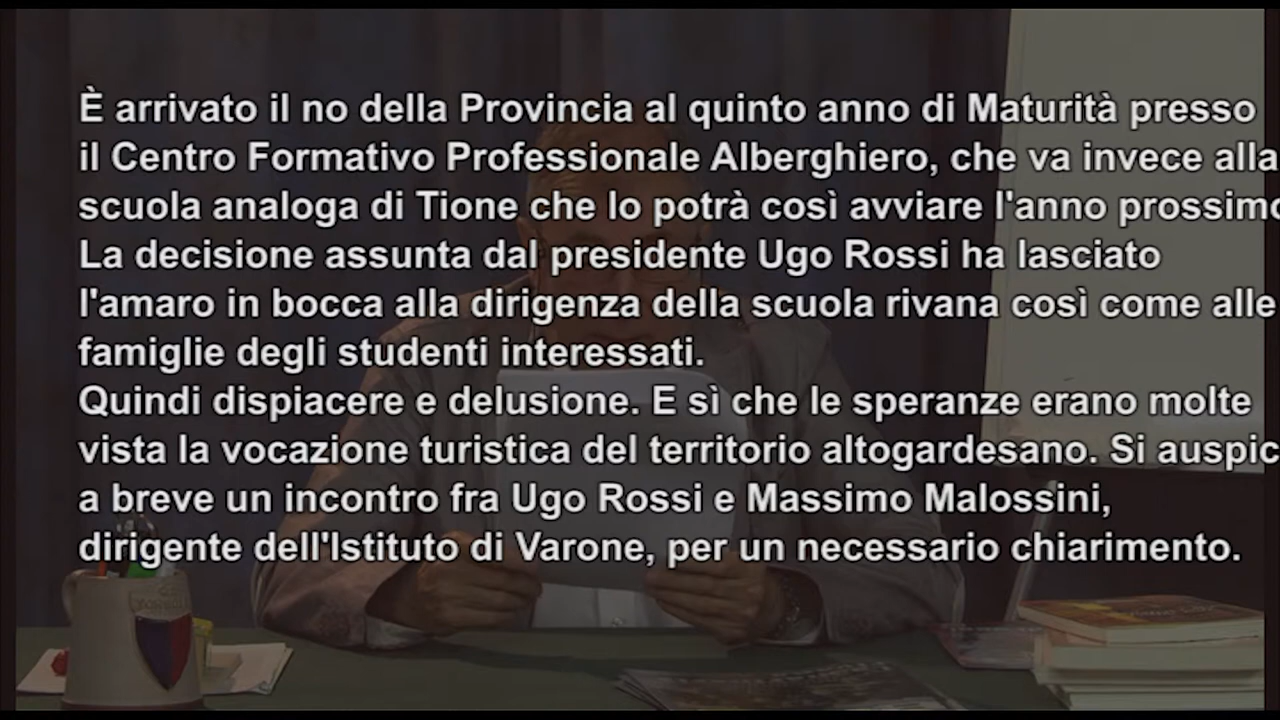 È arrivato il no della Provincia al quinto anno di Maturità presso
il Centro Formativo Professionale Alberghiero, che va invece alla
scuola analoga di Tione che lo potrà così avviare l'anno prossimo
La decisione assunta dal presidente Ugo Rossi ha lasciato
l'amaro in bocca alla dirigenza della scuola rivana così come alle
famiglie degli studenti interessati.
Quindi dispiacere e delusione. E sì che le speranze erano molte
vista la vocazione turistica del territorio altogardesano. Si auspic
a breve un incontro fra Ugo Rossi e Massimo Malossini,
dirigente dell'Istituto di Varone, per un necessario chiarimento.